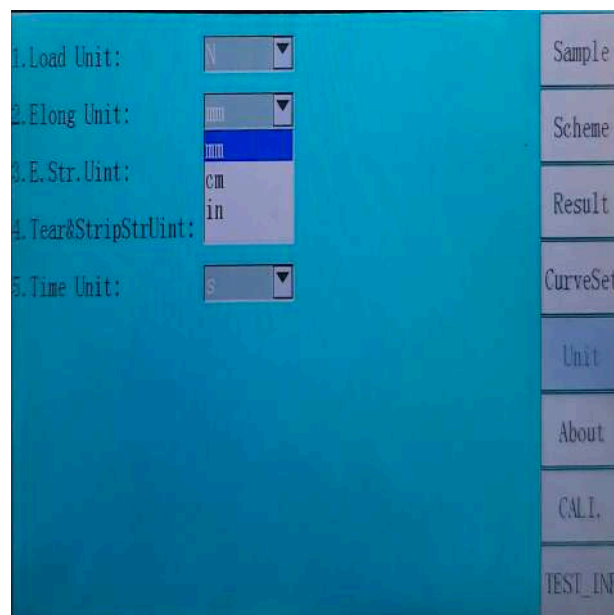 1.Load Unit:
N
2.Elong Unit:
mm
mm
cm
in
3.E.Str.Uint:
4.Tear&StripStrUint:
5.Time Unit:
s
Sample
Scheme
Result
CurveSet
Unit
About
CALI.
TEST_INF